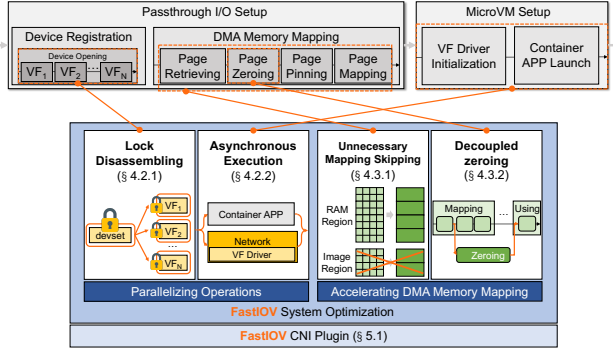 Passthrough I/O Setup
MicroVM Setup
Device Registration
Device Opening
VF1 VF2 ... VFN
DMA Memory Mapping
Page Retrieving
Page Zeroing
Page Pinning
Page Mapping
VF Driver Initialization
Container APP Launch
Lock
Disassembling
(§ 4.2.1)
devset
VF1
VF2
...
VFN
Asynchronous
Execution
(§ 4.2.2)
Container APP
Network
VF Driver
Unnecessary
Mapping Skipping
(§ 4.3.1)
RAM
Region
Image
Region
Decoupled
zeroing
(§ 4.3.2)
Mapping ... Using
Zeroing
Parallelizing Operations
Accelerating DMA Memory Mapping
FastIOV System Optimization
FastIOV CNI Plugin (§ 5.1)